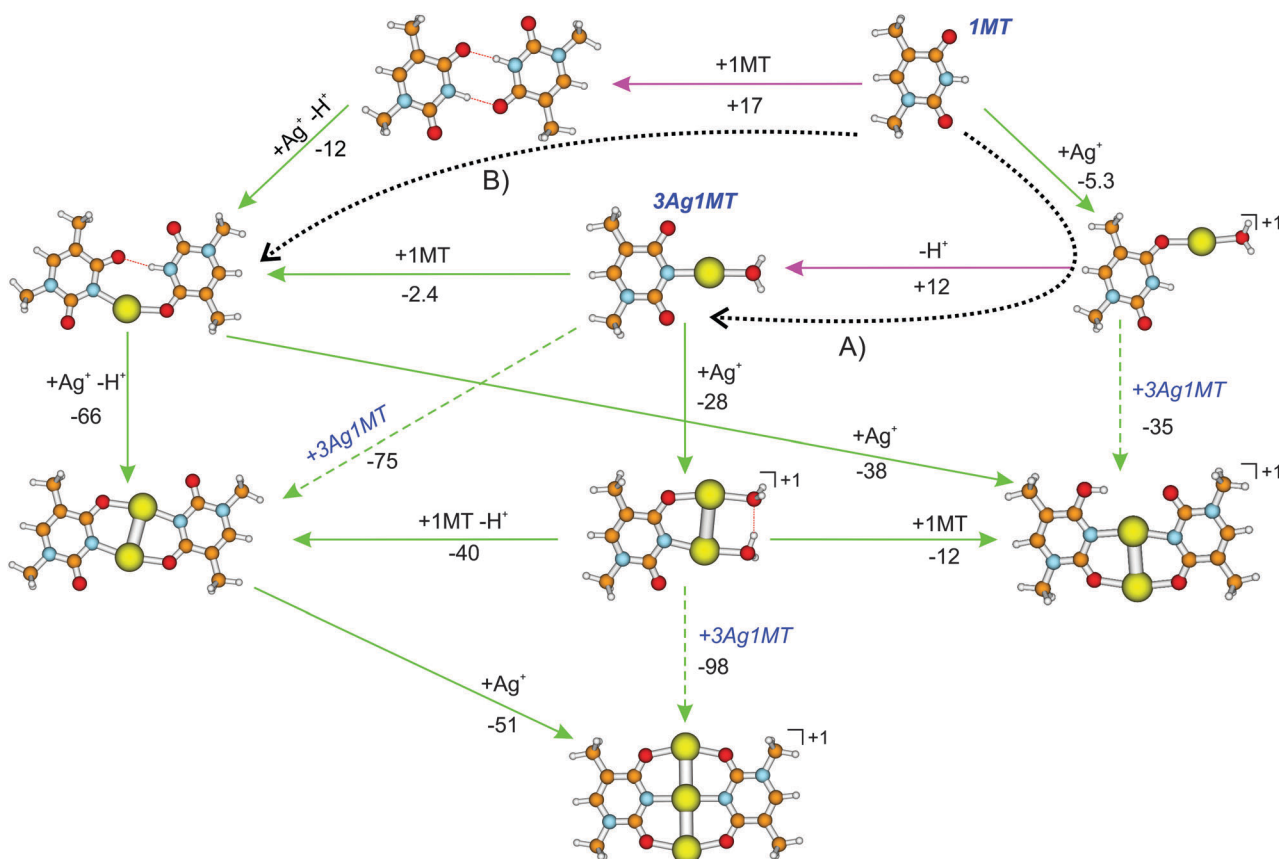 1MT
+1MT
+17
+Ag⁺ -H⁺
-12
+Ag⁺
-5.3
B)
3Ag1MT
⌝+1
+1MT
-2.4
-H⁺
+12
A)
+Ag⁺ -H⁺
-66
+Ag⁺
-28
+3Ag1MT
-35
+3Ag1MT
-75
+Ag⁺
-38
⌝+1
⌝+1
+1MT -H⁺
-40
+1MT
-12
+3Ag1MT
-98
+Ag⁺
-51
⌝+1